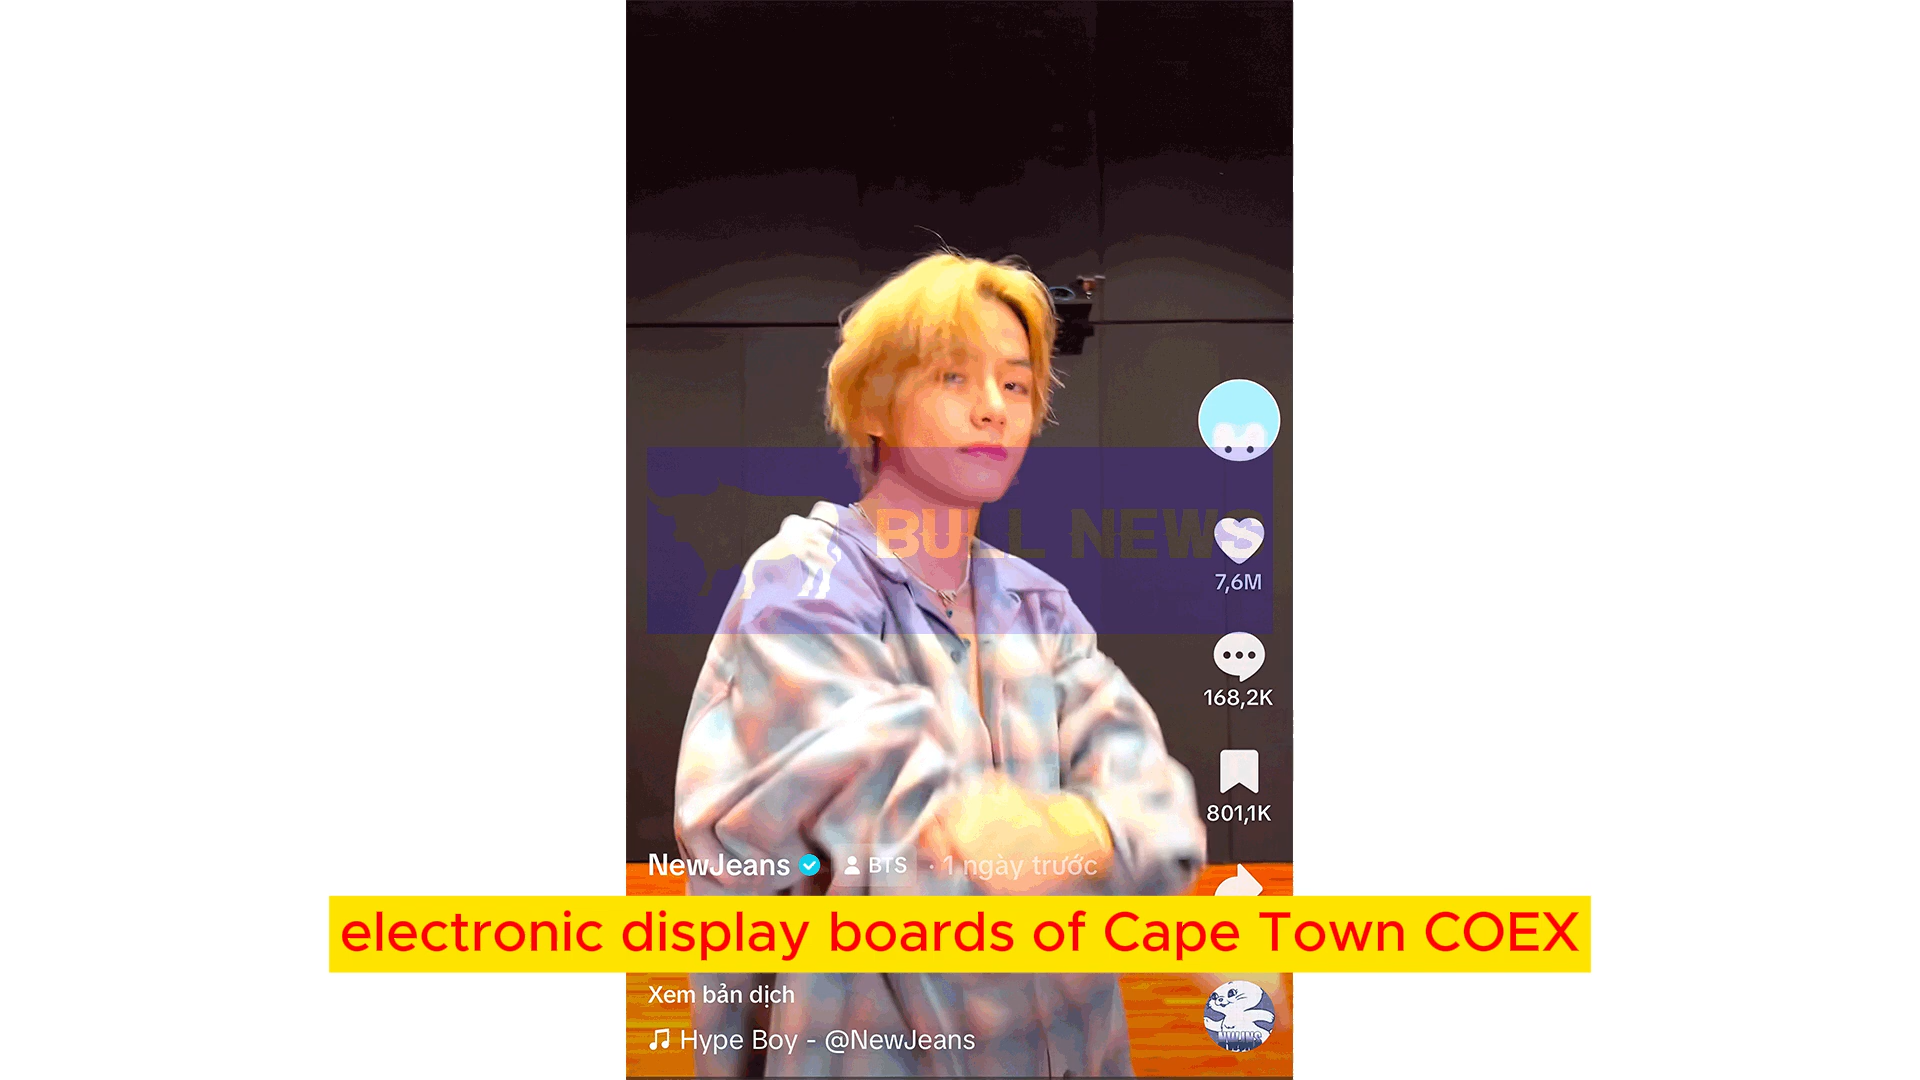 BULL NEWS
7,6M
168,2K
801,1K
NewJeans BTS · 1 ngày trước
electronic display boards of Cape Town COEX
Xem bản dịch
Hype Boy - @NewJeans